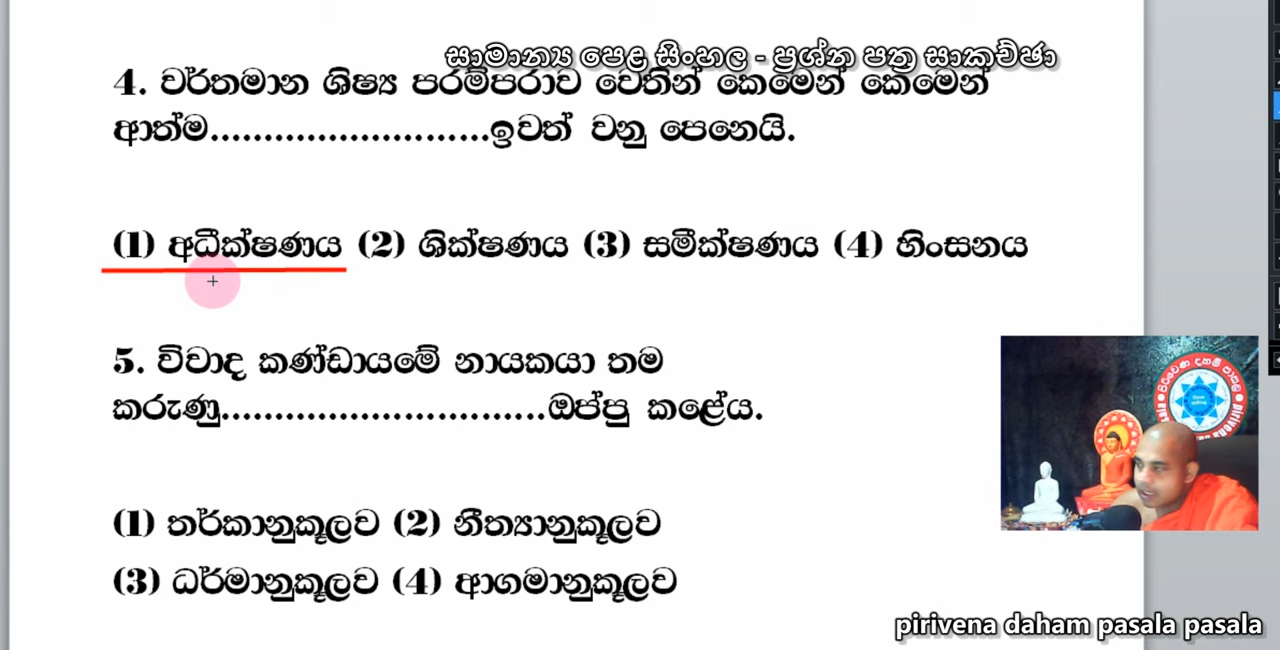 සාමාන්‍ය පෙළ සිංහල - ප්‍රශ්න පත්‍ර සාකච්ඡා
4. වර්තමාන ශිෂ්‍ය පරම්පරාව වෙතින් කෙමෙන් කෙමෙන්
ආත්ම..........................ඉවත් වනු පෙනෙයි.
(1) අධීක්ෂණය (2) ශික්ෂණය (3) සමීක්ෂණය (4) හිංසනය
5. විවාද කණ්ඩායමේ නායකයා තම
කරුණු..............................ඔප්පු කළේය.
(1) තර්කානුකූලව (2) නීත්‍යානුකූලව
(3) ධර්මානුකූලව (4) ආගමානුකූලව
පිරිවෙණ දහම් පාසල
pirivena daham pasala pasala